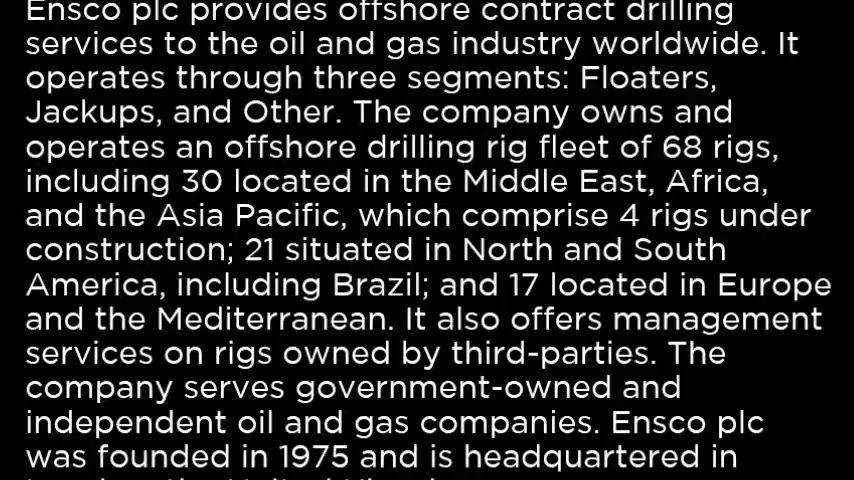 Ensco plc provides offshore contract drilling
services to the oil and gas industry worldwide. It
operates through three segments: Floaters,
Jackups, and Other. The company owns and
operates an offshore drilling rig fleet of 68 rigs,
including 30 located in the Middle East, Africa,
and the Asia Pacific, which comprise 4 rigs under
construction; 21 situated in North and South
America, including Brazil; and 17 located in Europe
and the Mediterranean. It also offers management
services on rigs owned by third-parties. The
company serves government-owned and
independent oil and gas companies. Ensco plc
was founded in 1975 and is headquartered in